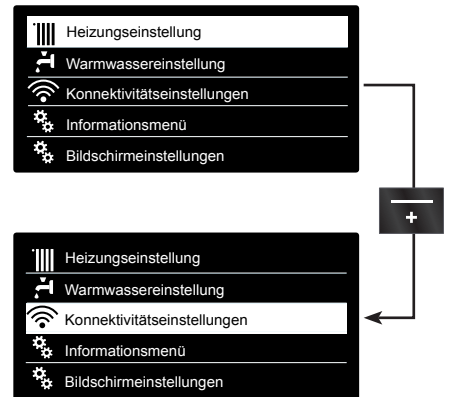 Heizungseinstellung
Warmwassereinstellung
Konnektivitätseinstellungen
Informationsmenü
Bildschirmeinstellungen
+
Heizungseinstellung
Warmwassereinstellung
Konnektivitätseinstellungen
Informationsmenü
Bildschirmeinstellungen